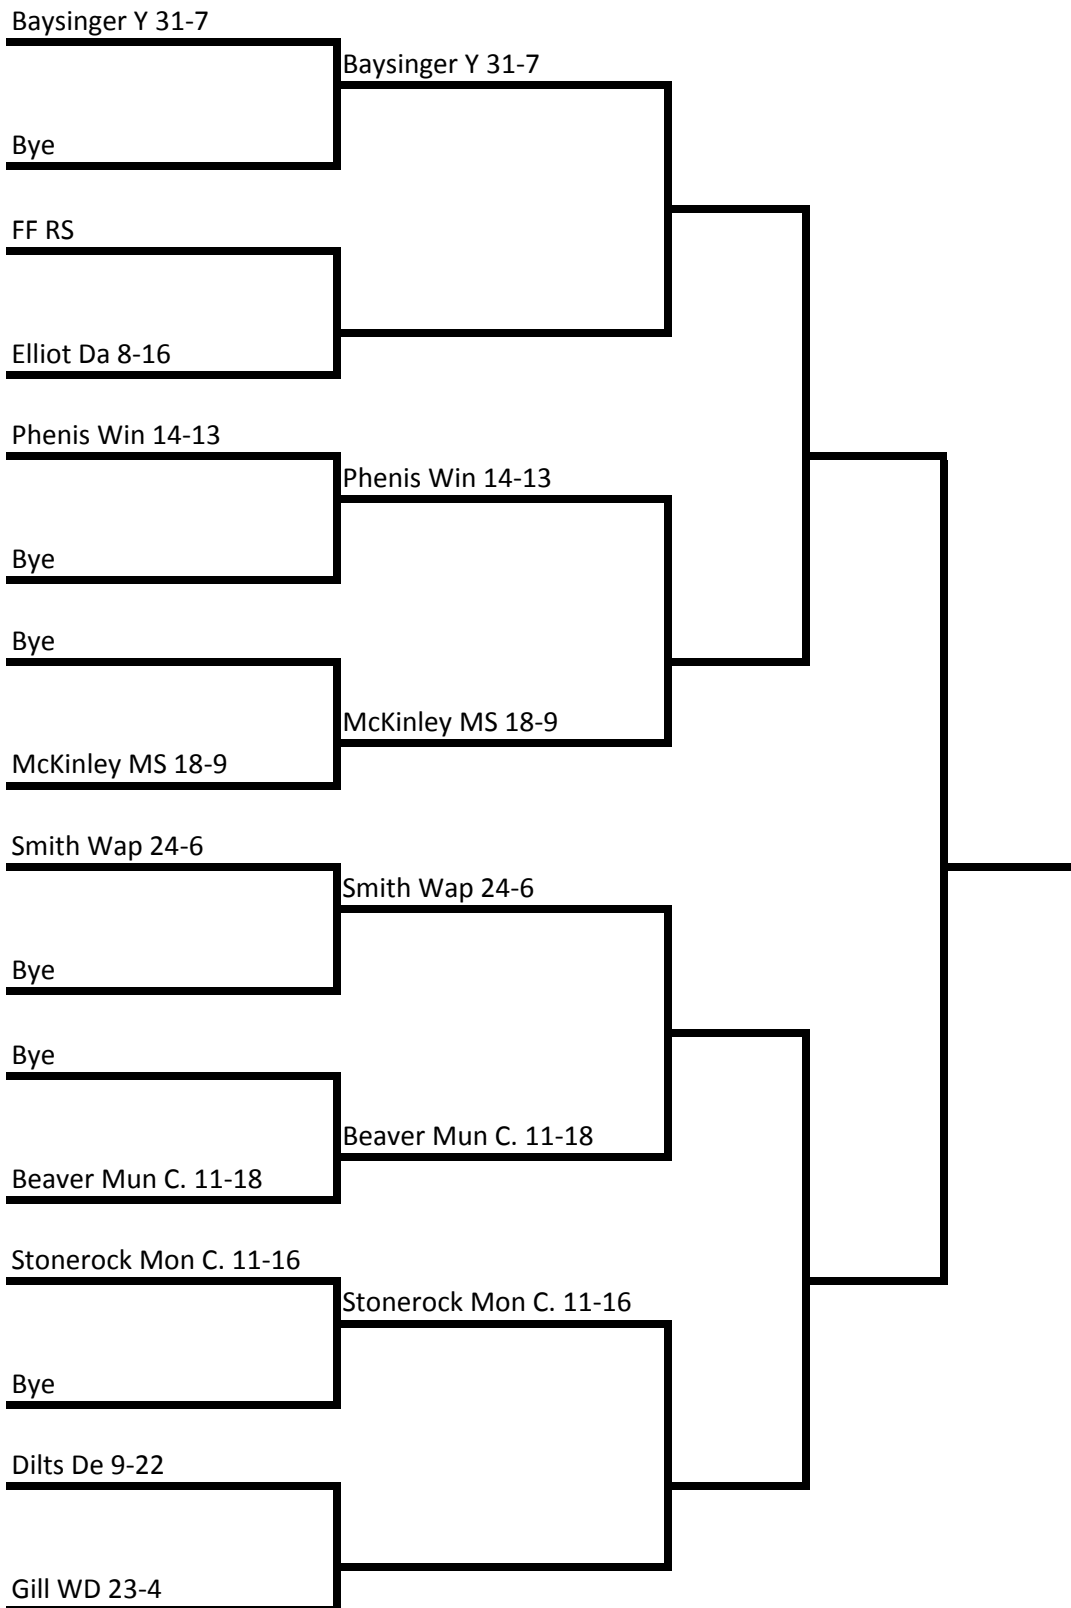 Baysinger Y 31-7
Baysinger Y 31-7
Bye
FF RS
Elliot Da 8-16
Phenis Win 14-13
Phenis Win 14-13
Bye
Bye
McKinley MS 18-9
McKinley MS 18-9
Smith Wap 24-6
Smith Wap 24-6
Bye
Bye
Beaver Mun C. 11-18
Beaver Mun C. 11-18
Stonerock Mon C. 11-16
Stonerock Mon C. 11-16
Bye
Dilts De 9-22
Gill WD 23-4